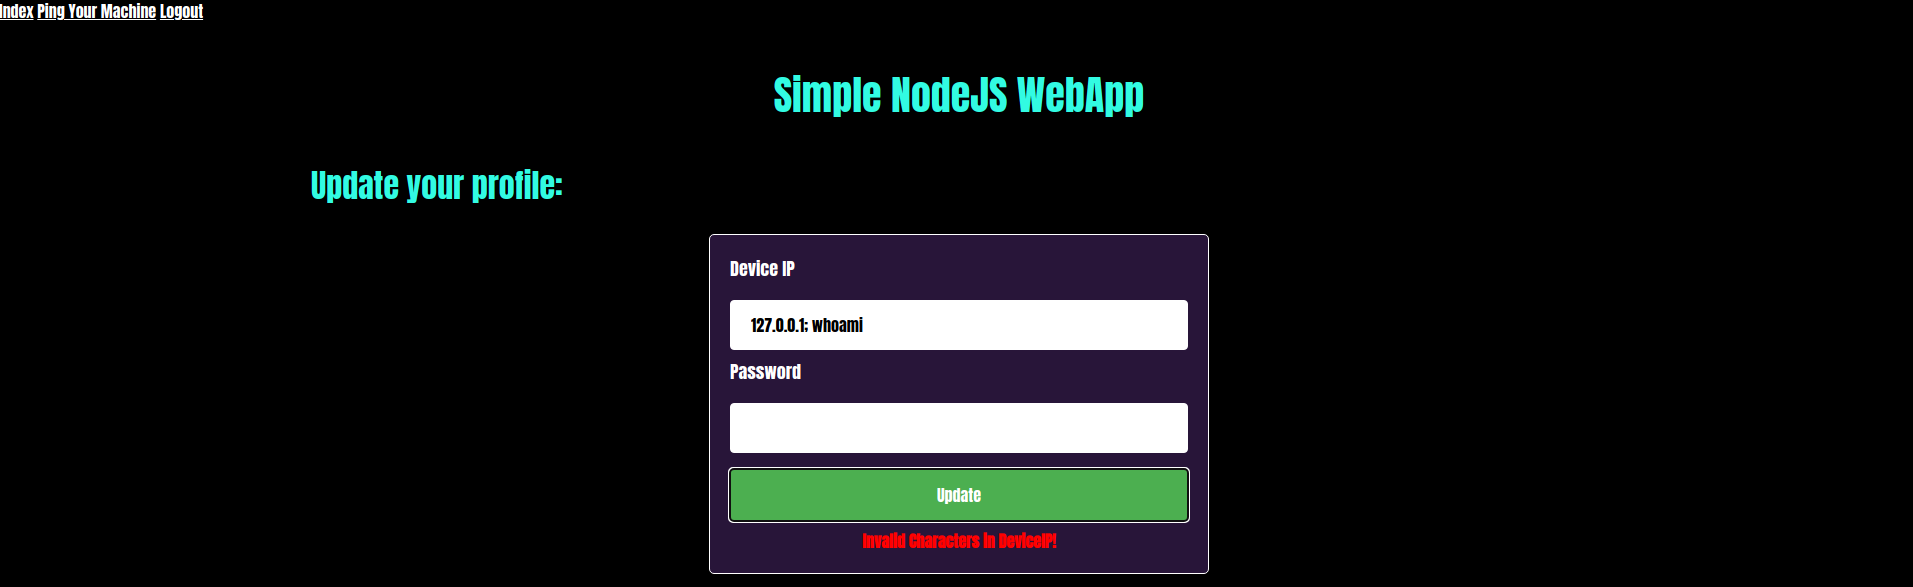 Index Ping Your Machine Logout
Simple NodeJS WebApp
Update your profile:
Device IP
127.0.0.1; whoami
Password
Update
Invalid Characters in DeviceIP!